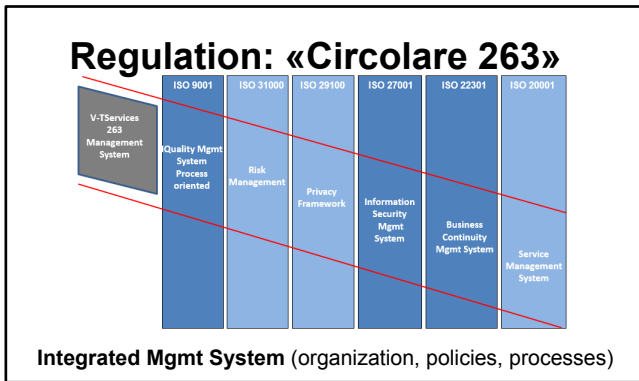 Regulation: «Circolare 263»
ISO 9001
ISO 31000
ISO 29100
ISO 27001
ISO 22301
ISO 20001
V-TServices
263
Management
System
IQuality Mgmt
System
Process
oriented
Risk
Management
Privacy
Framework
Information
Security
Mgmt
System
Business
Continuity
Mgmt System
Service
Management
System
Integrated Mgmt System (organization, policies, processes)